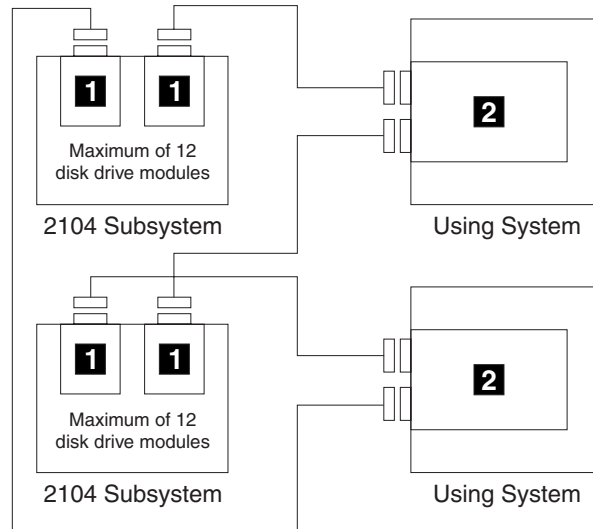 1 1 2
Maximum of 12
disk drive modules
2104 Subsystem Using System
1 1 2
Maximum of 12
disk drive modules
2104 Subsystem Using System